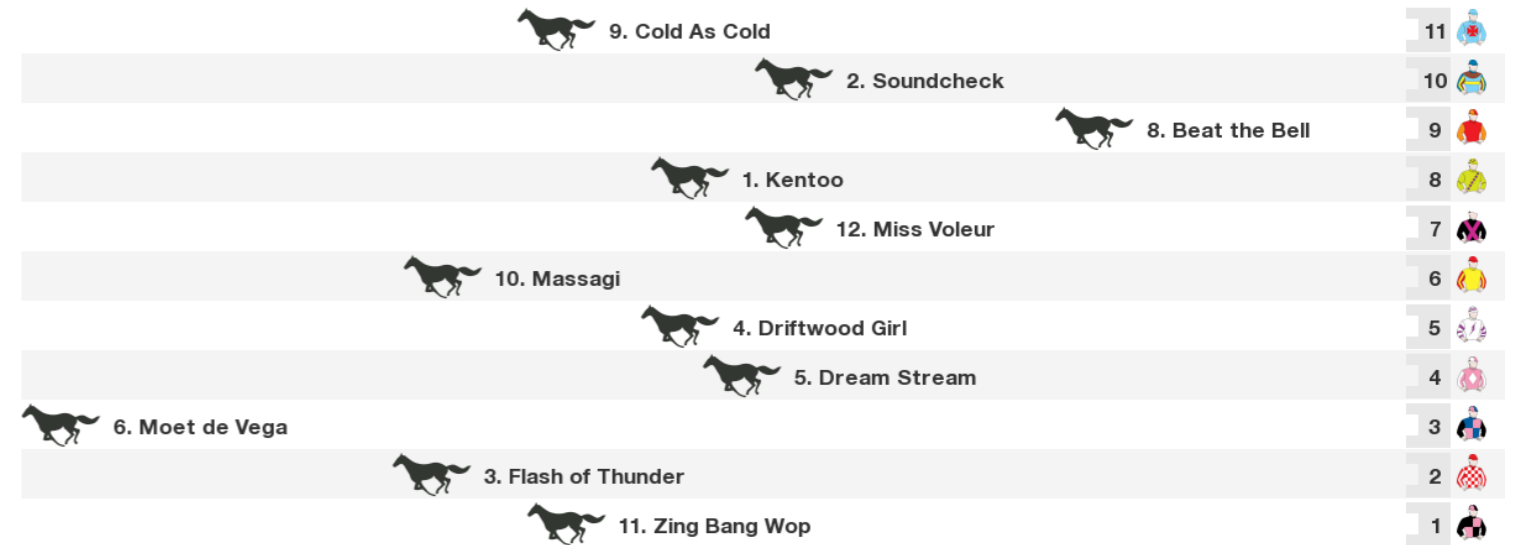 9. Cold As Cold 11
2. Soundcheck 10
8. Beat the Bell 9
1. Kentoo 8
12. Miss Voleur 7
10. Massagi 6
4. Driftwood Girl 5
5. Dream Stream 4
6. Moet de Vega 3
3. Flash of Thunder 2
11. Zing Bang Wop 1